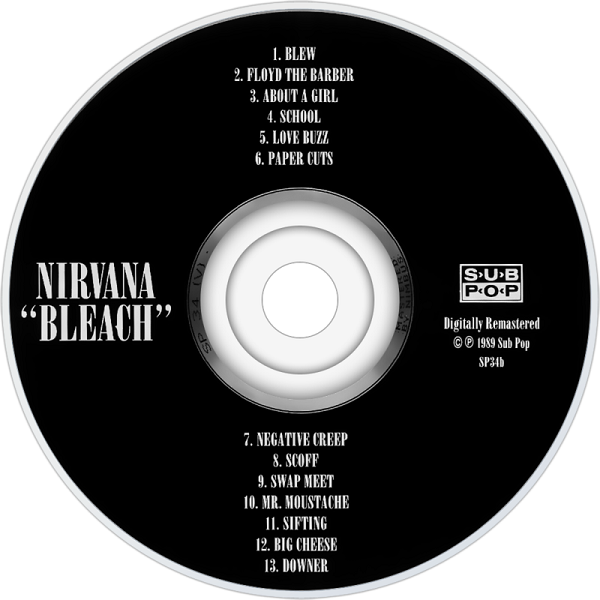 1. BLEW
2. FLOYD THE BARBER
3. ABOUT A GIRL
4. SCHOOL
5. LOVE BUZZ
6. PAPER CUTS
NIRVANA
“BLEACH”
SUB
POP
Digitally Remastered
© ℗ 1989 Sub Pop
SP34b
7. NEGATIVE CREEP
8. SCOFF
9. SWAP MEET
10. MR. MOUSTACHE
11. SIFTING
12. BIG CHEESE
13. DOWNER